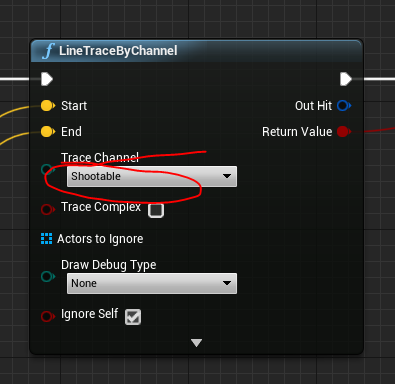 LineTraceByChannel
Start
Out Hit
End
Return Value
Trace Channel
Shootable
Trace Complex
Actors to Ignore
Draw Debug Type
None
Ignore Self